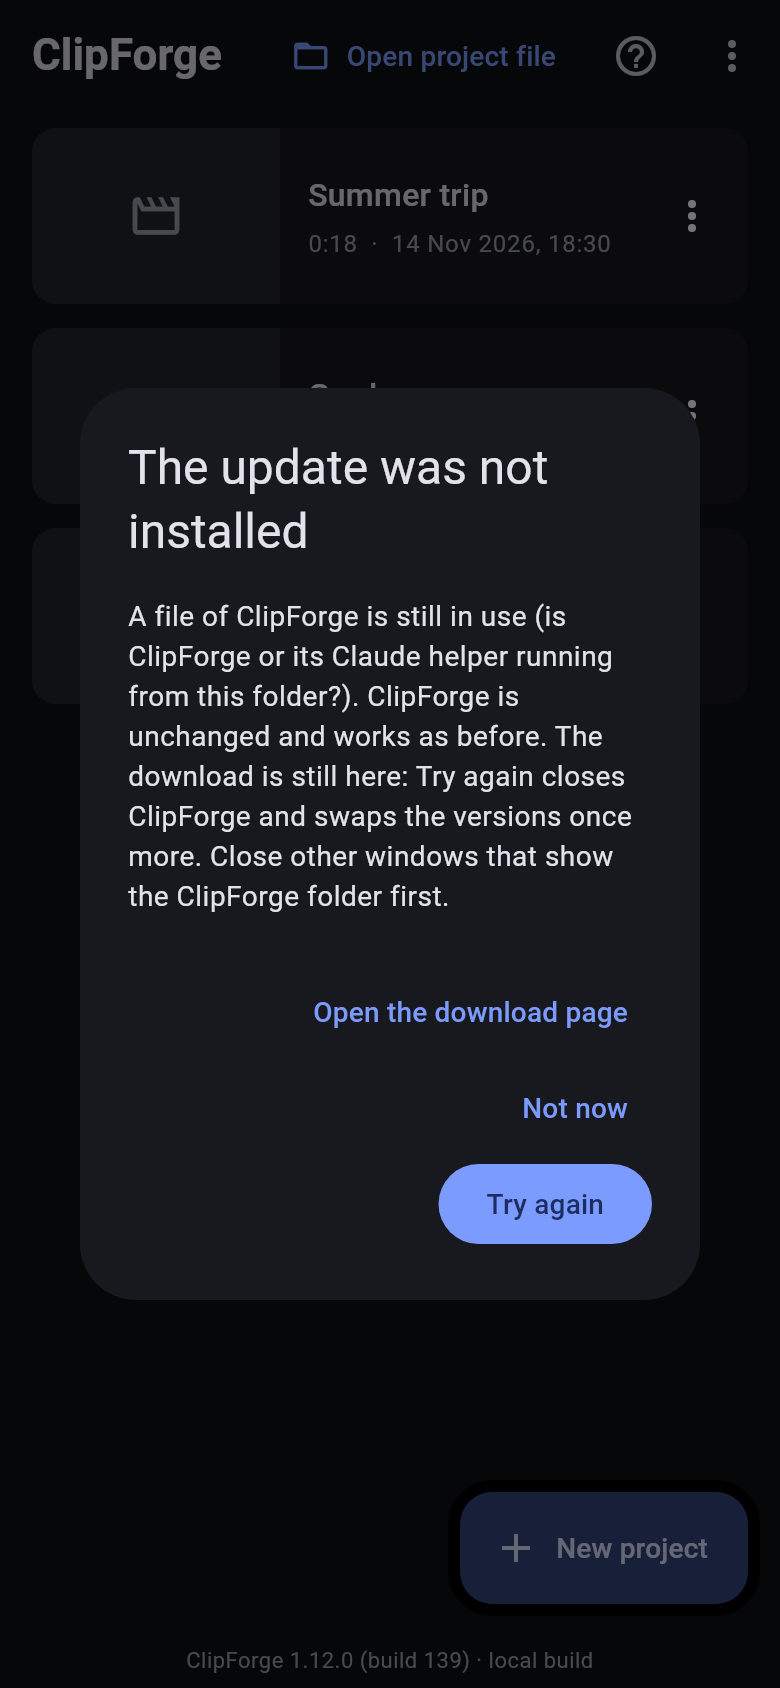 ClipForge
Open project file
Summer trip
0:18 · 14 Nov 2026, 18:30
The update was not
installed
A file of ClipForge is still in use (is
ClipForge or its Claude helper running
from this folder?). ClipForge is
unchanged and works as before. The
download is still here: Try again closes
ClipForge and swaps the versions once
more. Close other windows that show
the ClipForge folder first.
Open the download page
Not now
Try again
New project
ClipForge 1.12.0 (build 139) · local build